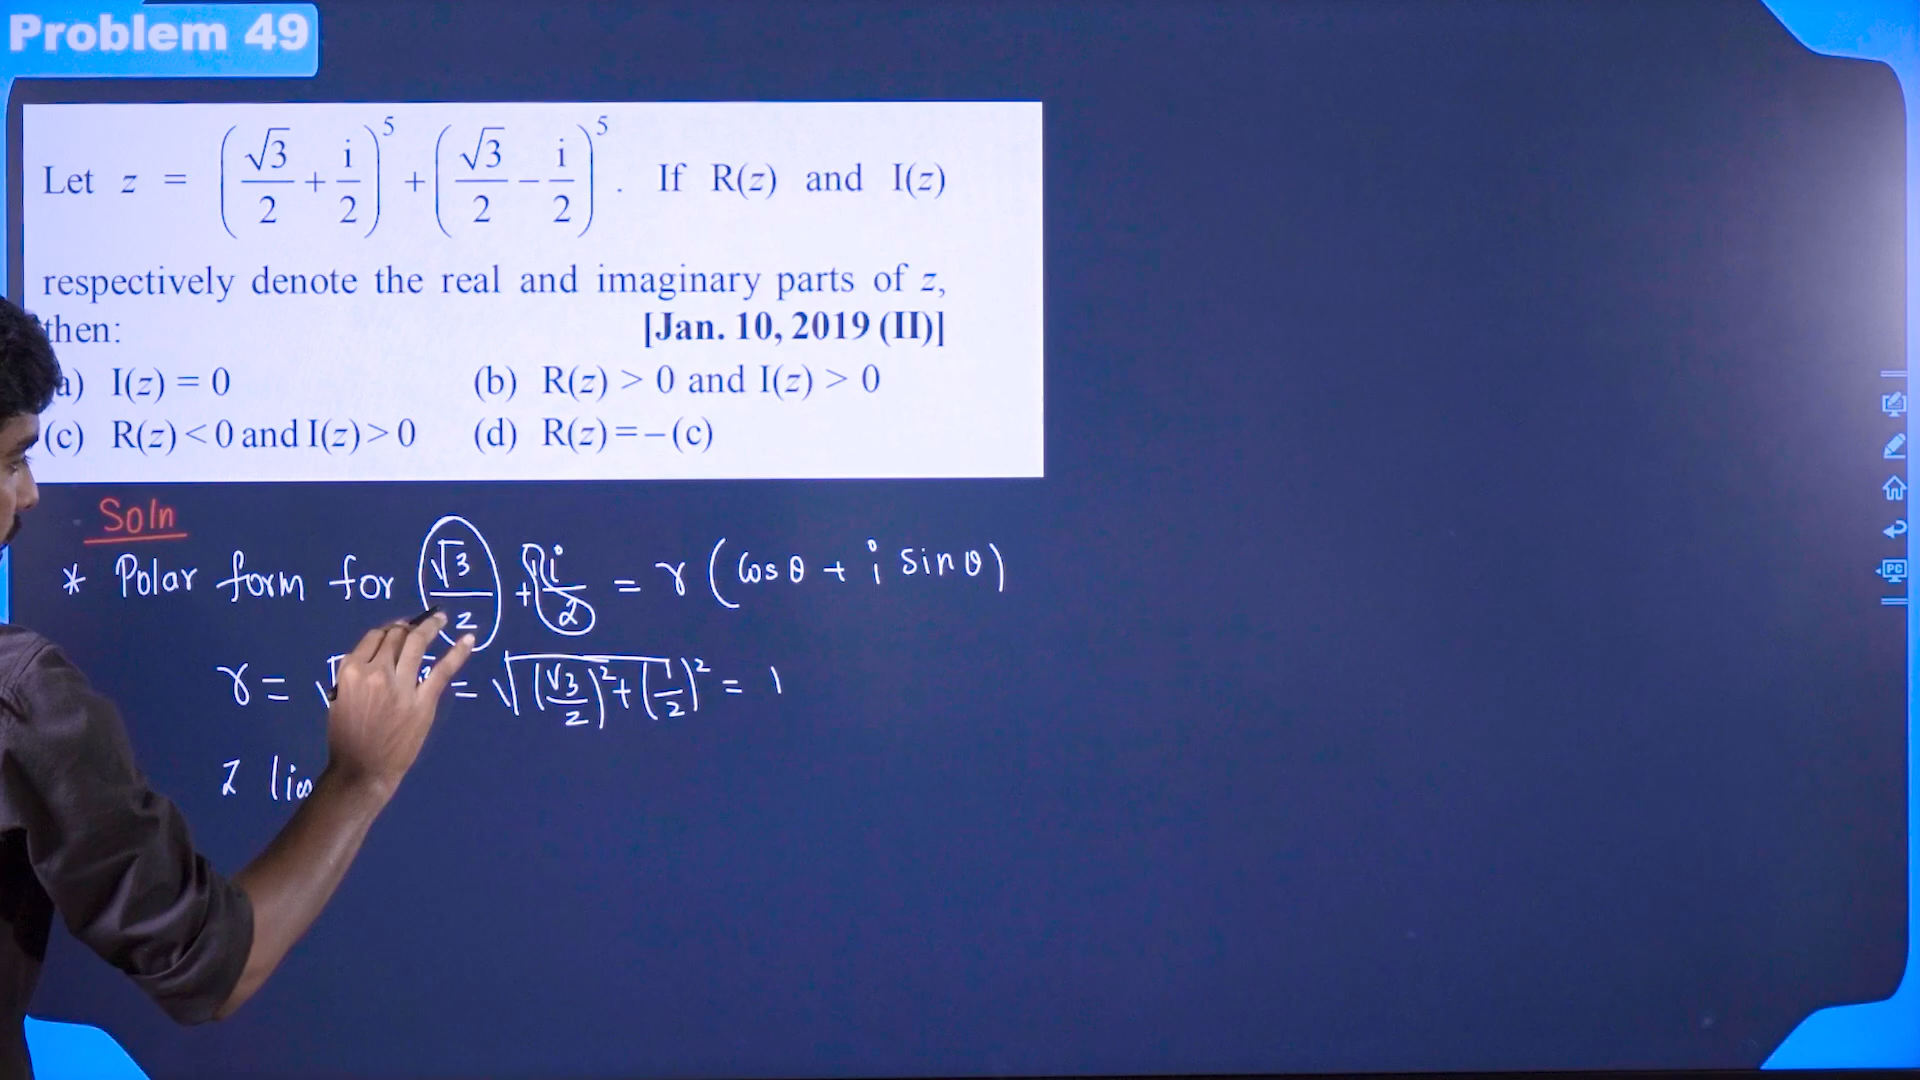 Problem 49
Let z = (√3/2 + i/2)^5 + (√3/2 − i/2)^5. If R(z) and I(z)
respectively denote the real and imaginary parts of z,
then: [Jan. 10, 2019 (II)]
a) I(z) = 0 (b) R(z) > 0 and I(z) > 0
(c) R(z) < 0 and I(z) > 0 (d) R(z) = – (c)
Soln
* Polar form for √3/2 + i/2 = r (cos θ + i sin θ)
r = √ = √((√3/2)² + (1/2)²) = 1
Z
PC